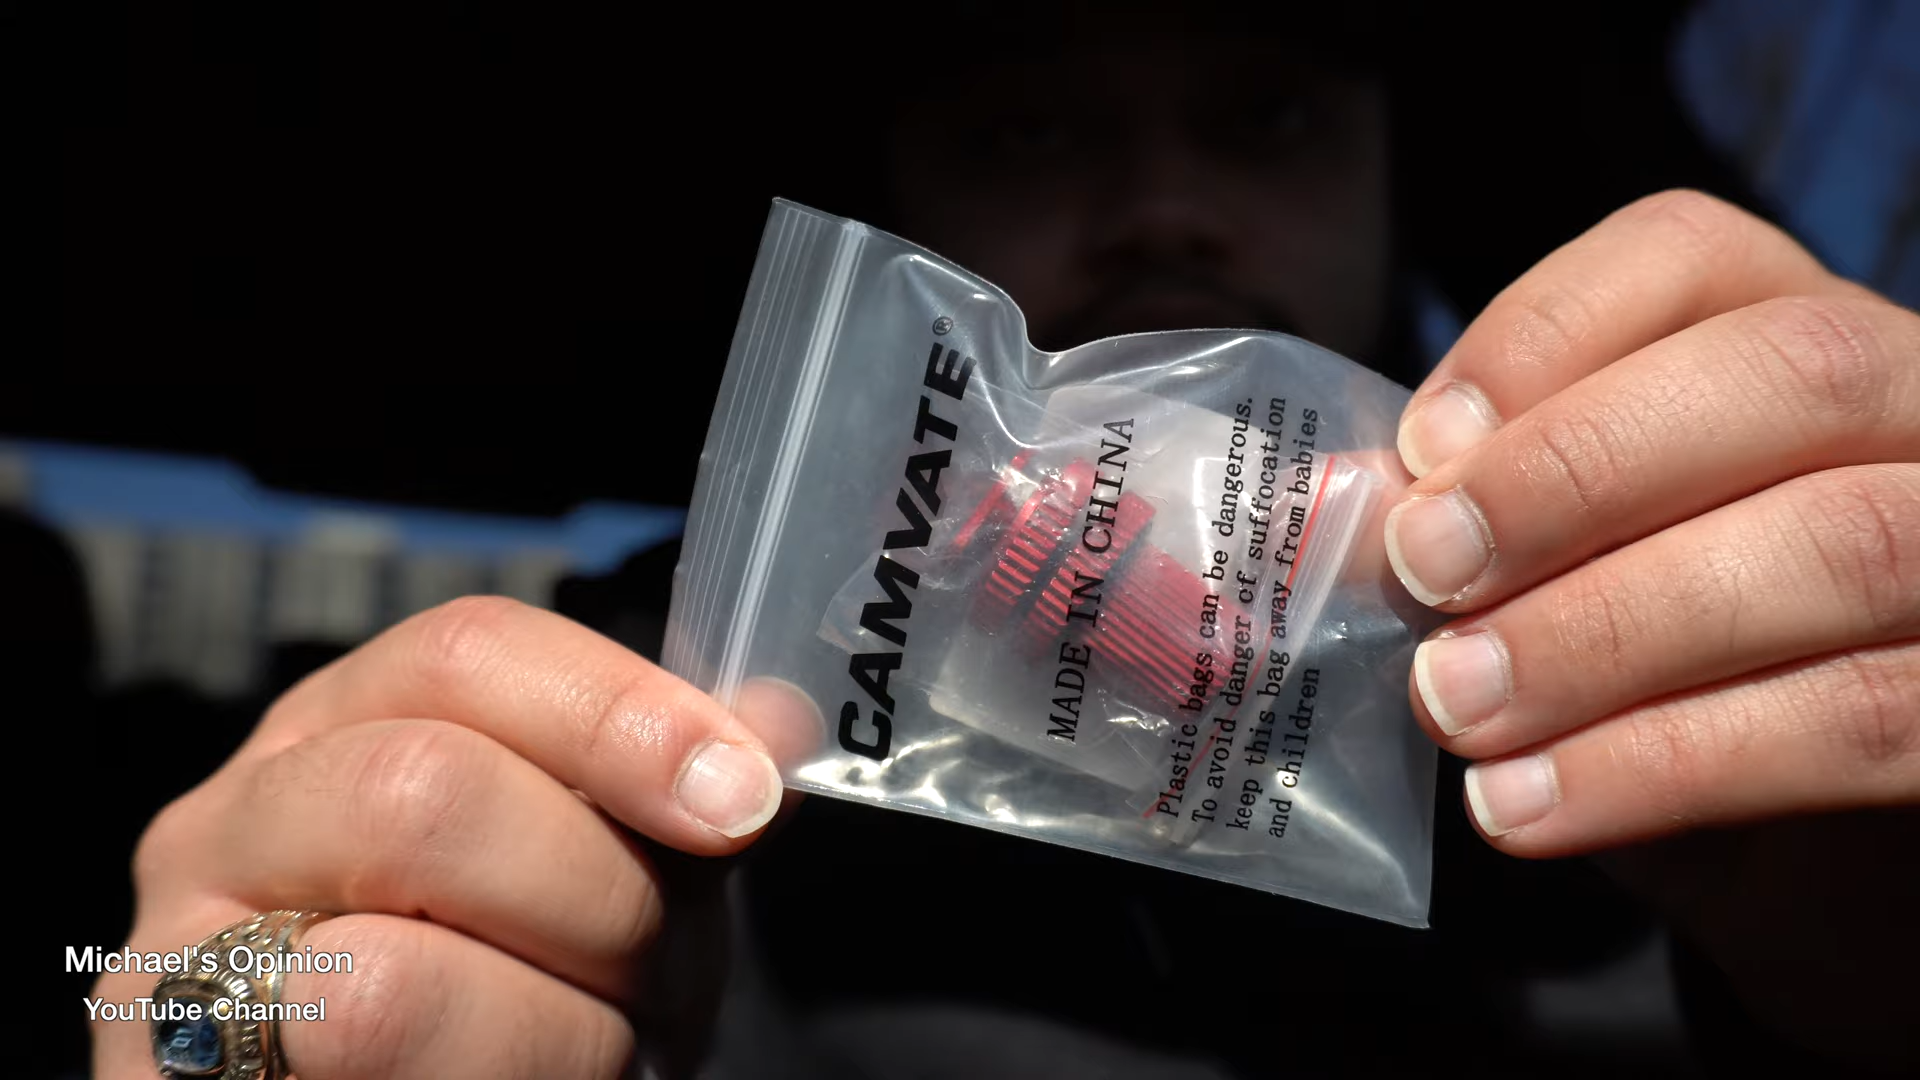 CAMVATE®
MADE IN CHINA
Plastic bags can be dangerous.
To avoid danger of suffocation
keep this bag away from babies
and children
Michael's Opinion
YouTube Channel